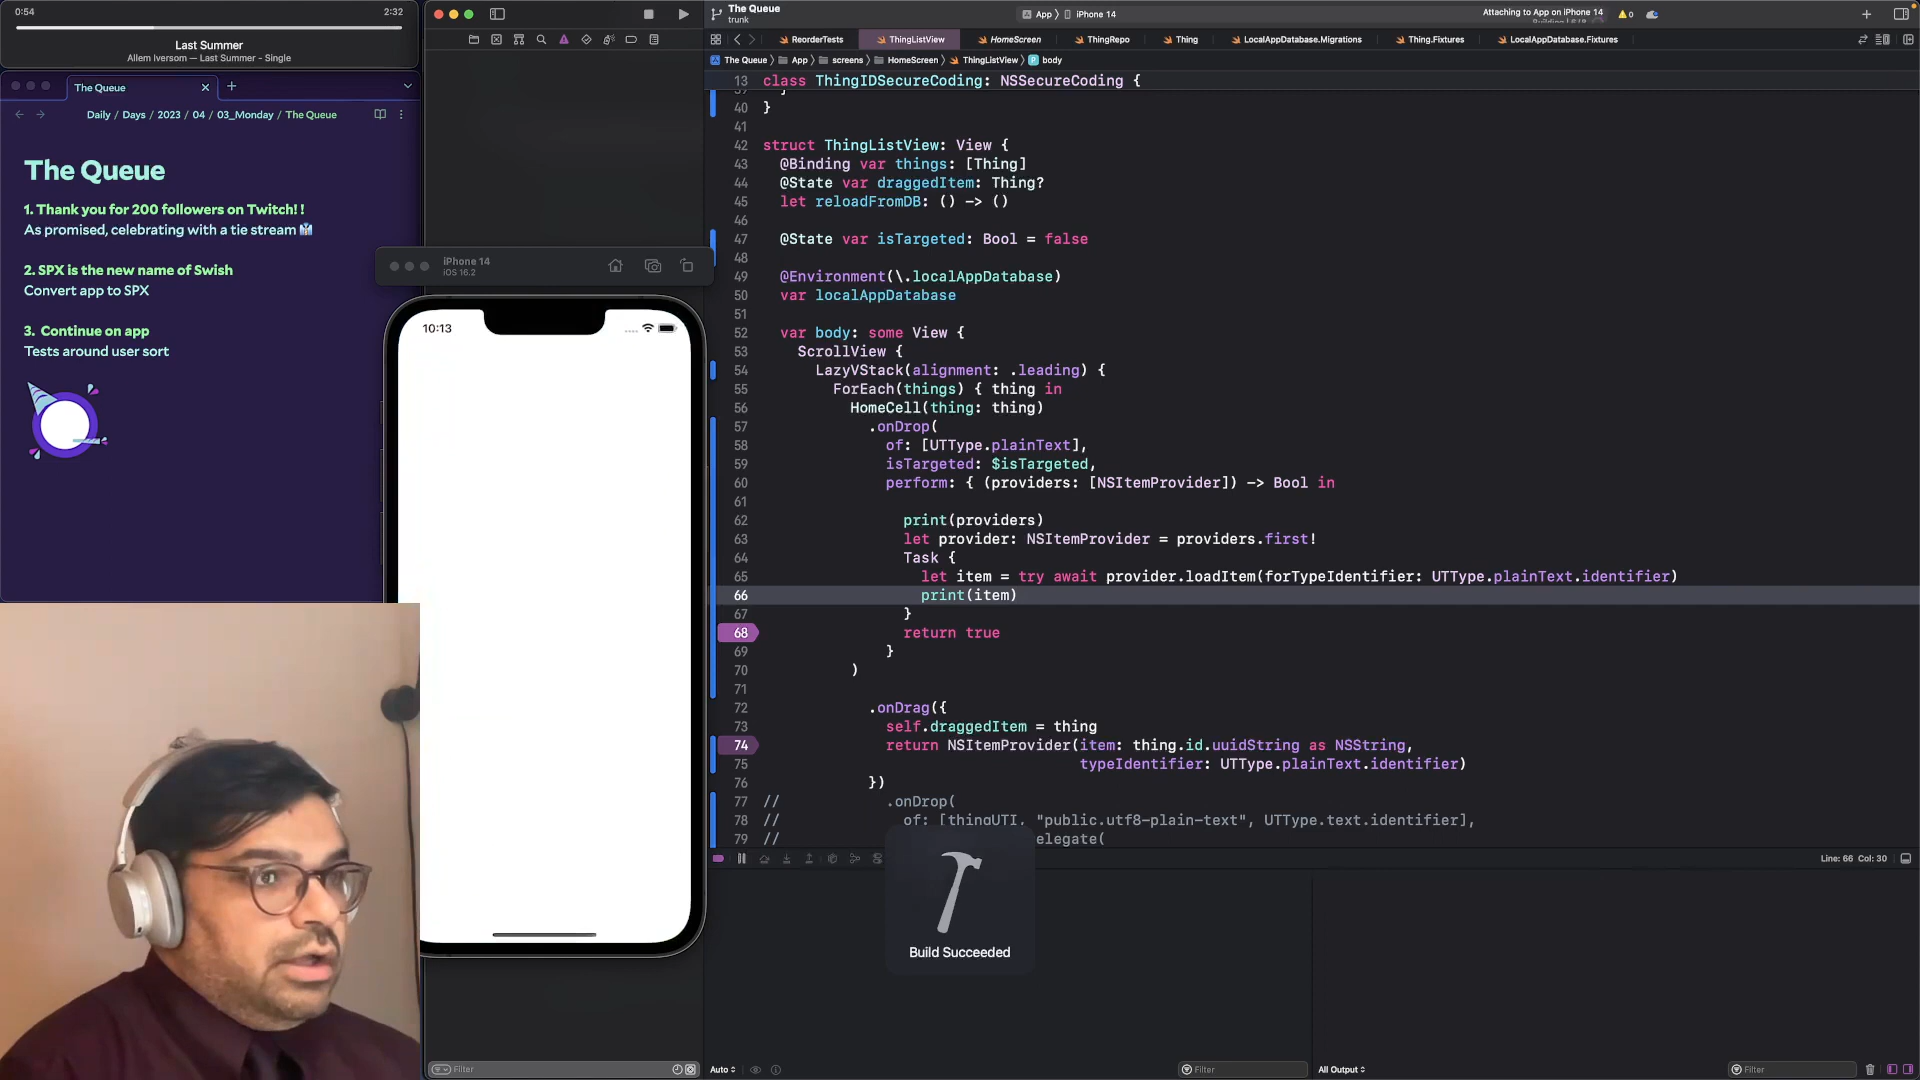 0:54
2:32
Last Summer
Allem Iversom — Last Summer - Single
The Queue
Daily / Days / 2023 / 04 / 03_Monday / The Queue
The Queue
1. Thank you for 200 followers on Twitch! !
As promised, celebrating with a tie stream
2. SPX is the new name of Swish
Convert app to SPX
3. Continue on app
Tests around user sort
iPhone 14
iOS 16.2
10:13
Filter
The Queue
trunk
App
iPhone 14
Attaching to App on iPhone 14
0
ReorderTests
ThingListView
HomeScreen
ThingRepo
Thing
LocalAppDatabase.Migrations
Thing.Fixtures
LocalAppDatabase.Fixtures
The Queue
App
screens
HomeScreen
ThingListView
body
13 class ThingIDSecureCoding: NSSecureCoding {
40 }
41
42 struct ThingListView: View {
43 @Binding var things: [Thing]
44 @State var draggedItem: Thing?
45 let reloadFromDB: () -> ()
46
47 @State var isTargeted: Bool = false
48
49 @Environment(\.localAppDatabase)
50 var localAppDatabase
51
52 var body: some View {
53 ScrollView {
54 LazyVStack(alignment: .leading) {
55 ForEach(things) { thing in
56 HomeCell(thing: thing)
57 .onDrop(
58 of: [UTType.plainText],
59 isTargeted: $isTargeted,
60 perform: { (providers: [NSItemProvider]) -> Bool in
61
62 print(providers)
63 let provider: NSItemProvider = providers.first!
64 Task {
65 let item = try await provider.loadItem(forTypeIdentifier: UTType.plainText.identifier)
66 print(item)
67 }
68 return true
69 }
70 )
71
72 .onDrag({
73 self.draggedItem = thing
74 return NSItemProvider(item: thing.id.uuidString as NSString,
75 typeIdentifier: UTType.plainText.identifier)
76 })
77 // .onDrop(
78 // of: [thingUTI, "public.utf8-plain-text", UTType.text.identifier],
79 // elegate(
Line: 66 Col: 30
Build Succeeded
Auto
Filter
All Output
Filter